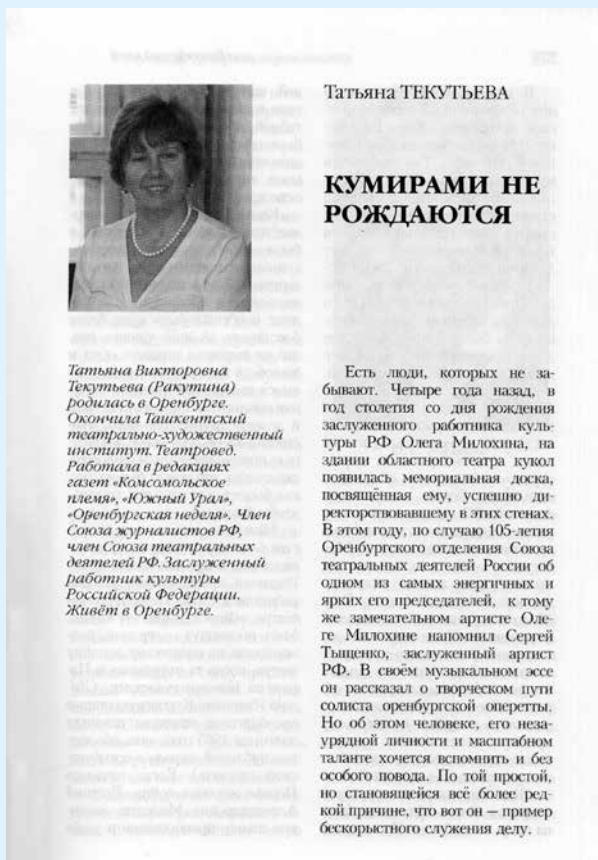 Татьяна ТЕКУТЬЕВА
КУМИРАМИ НЕ
РОЖДАЮТСЯ
Татьяна Викторовна
Текутьева (Ракутина)
родилась в Оренбурге.
Окончила Ташкентский
театрально-художественный
институт. Театровед.
Работала в редакциях
газет «Комсомольское
племя», «Южный Урал»,
«Оренбургская неделя». Член
Союза журналистов РФ,
член Союза театральных
деятелей РФ. Заслуженный
работник культуры
Российской Федерации.
Живёт в Оренбурге.
Есть люди, которых не за-
бывают. Четыре года назад, в
год столетия со дня рождения
заслуженного работника куль-
туры РФ Олега Милохина, на
здании областного театра кукол
появилась мемориальная доска,
посвящённая ему, успешно ди-
ректорствовавшему в этих стенах.
В этом году, по случаю 105-летия
Оренбургского отделения Союза
театральных деятелей России об
одном из самых энергичных и
ярких его председателей, к тому
же замечательном артисте Оле-
ге Милохине напомнил Сергей
Тыщенко, заслуженный артист
РФ. В своём музыкальном эссе
он рассказал о творческом пути
солиста оренбургской оперетты.
Но об этом человеке, его неза-
урядной личности и масштабном
таланте хочется вспомнить и без
особого повода. По той простой,
но становящейся всё более ред-
кой причине, что вот он — пример
бескорыстного служения делу.